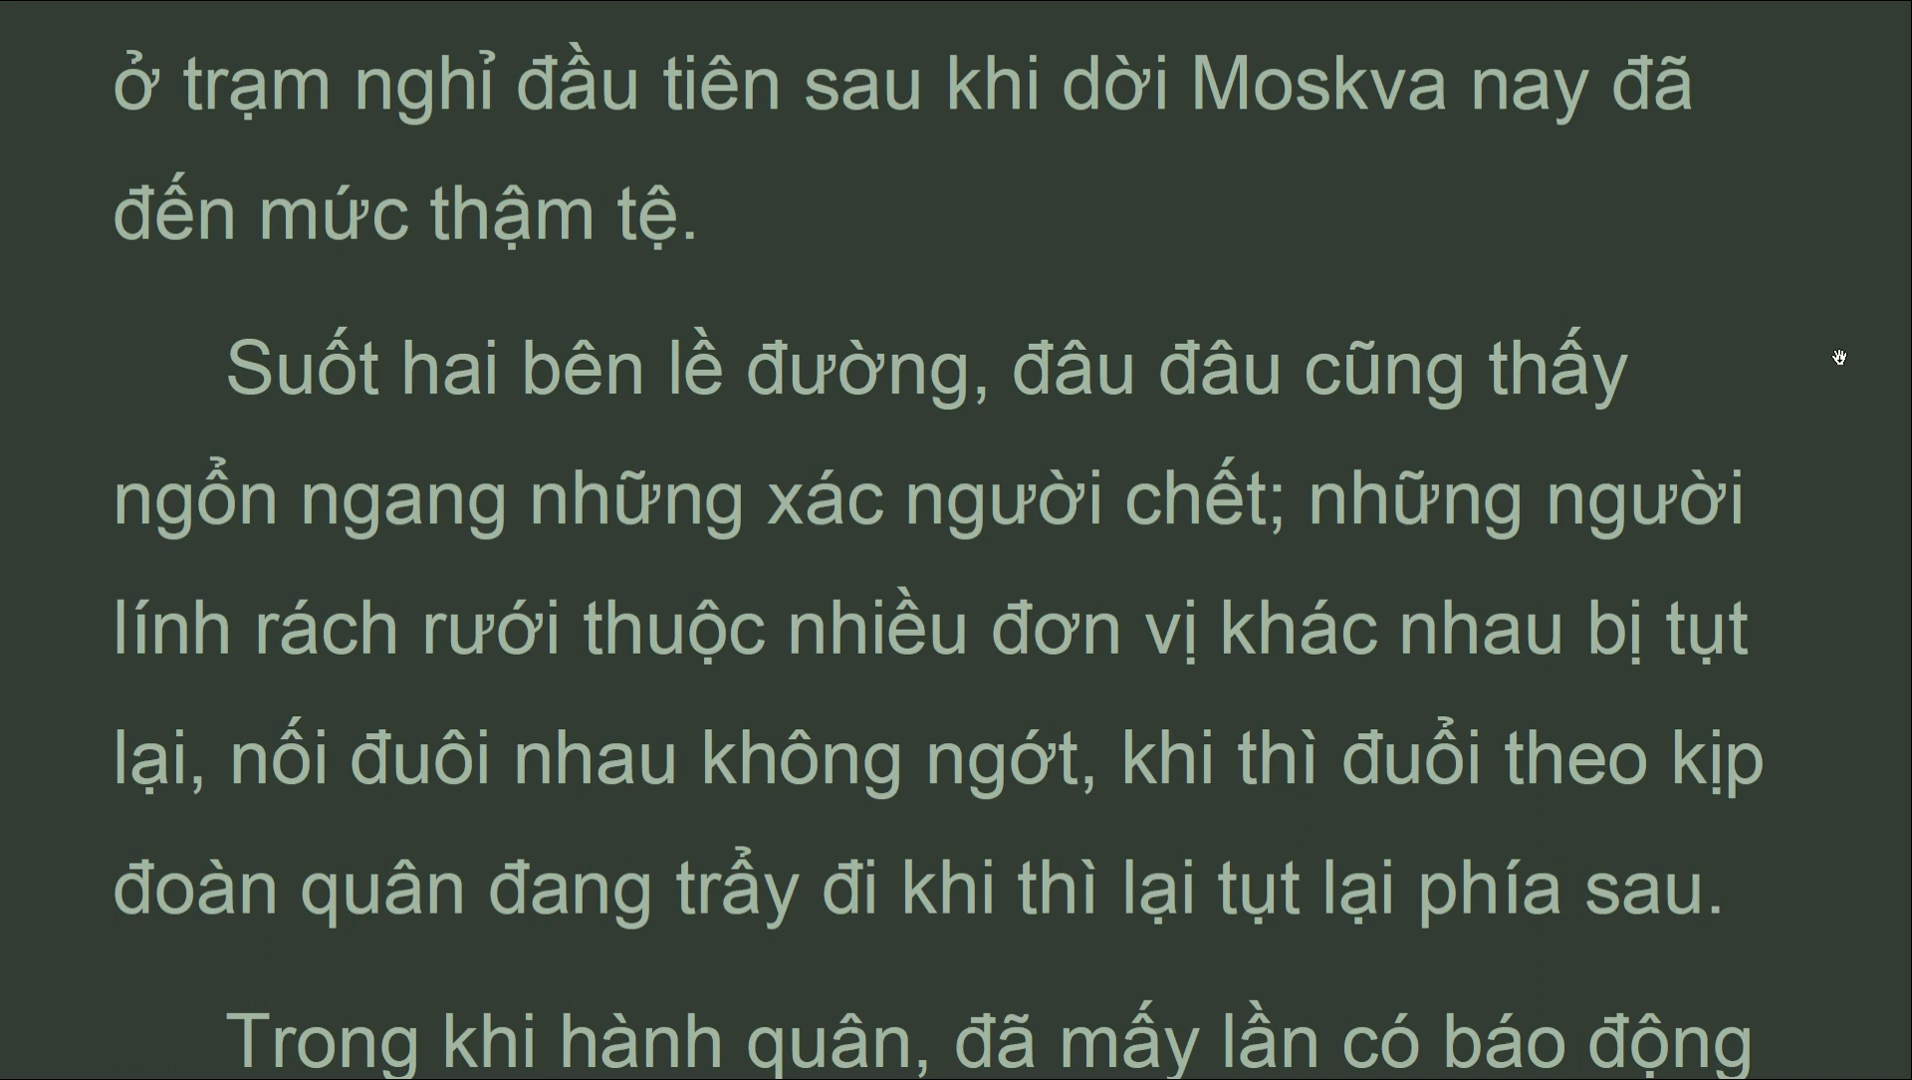 ở trạm nghỉ đầu tiên sau khi dời Moskva nay đã
đến mức thậm tệ.
Suốt hai bên lề đường, đâu đâu cũng thấy
ngổn ngang những xác người chết; những người
lính rách rưới thuộc nhiều đơn vị khác nhau bị tụt
lại, nối đuôi nhau không ngớt, khi thì đuổi theo kịp
đoàn quân đang trẩy đi khi thì lại tụt lại phía sau.
Trong khi hành quân, đã mấy lần có báo động